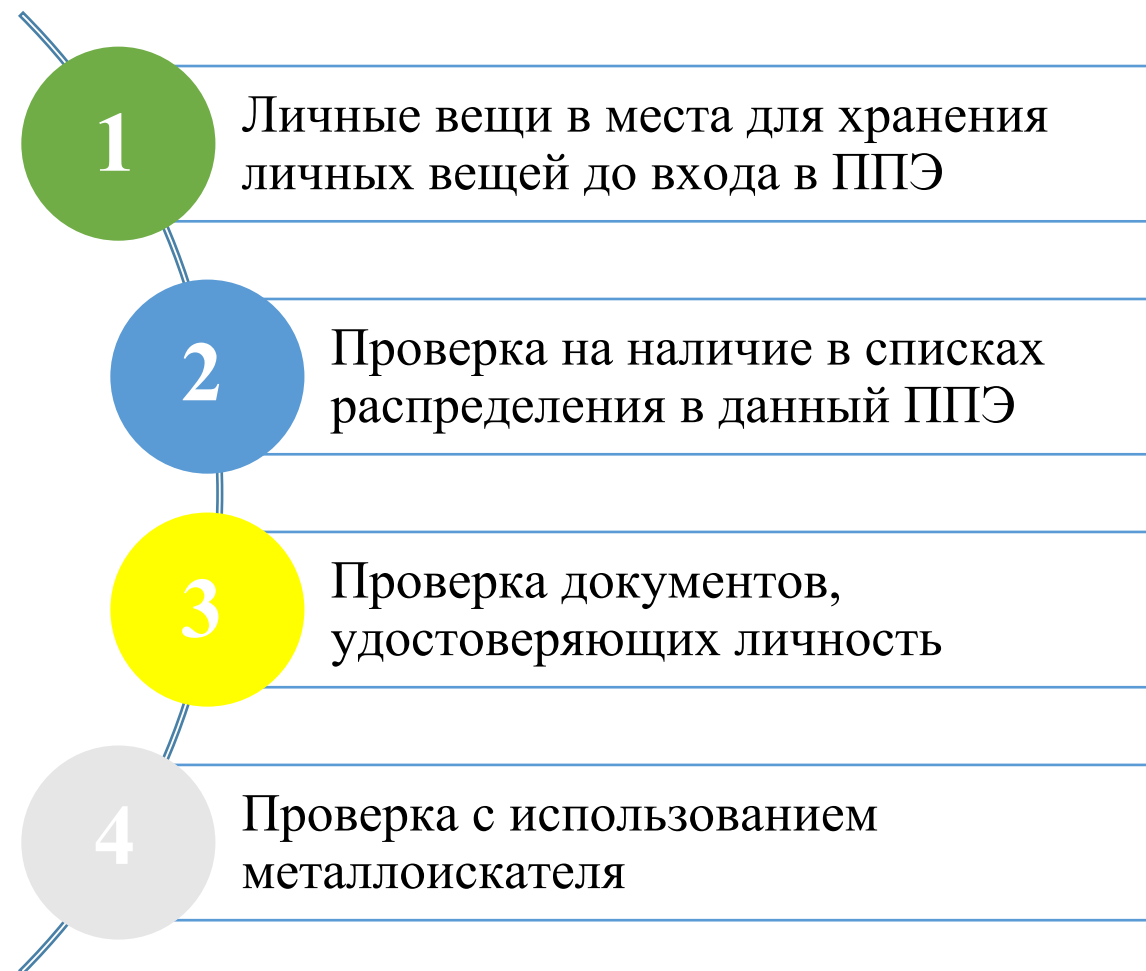 1
Личные вещи в места для хранения
личных вещей до входа в ППЭ
2
Проверка на наличие в списках
распределения в данный ППЭ
3
Проверка документов,
удостоверяющих личность
4
Проверка с использованием
металлоискателя